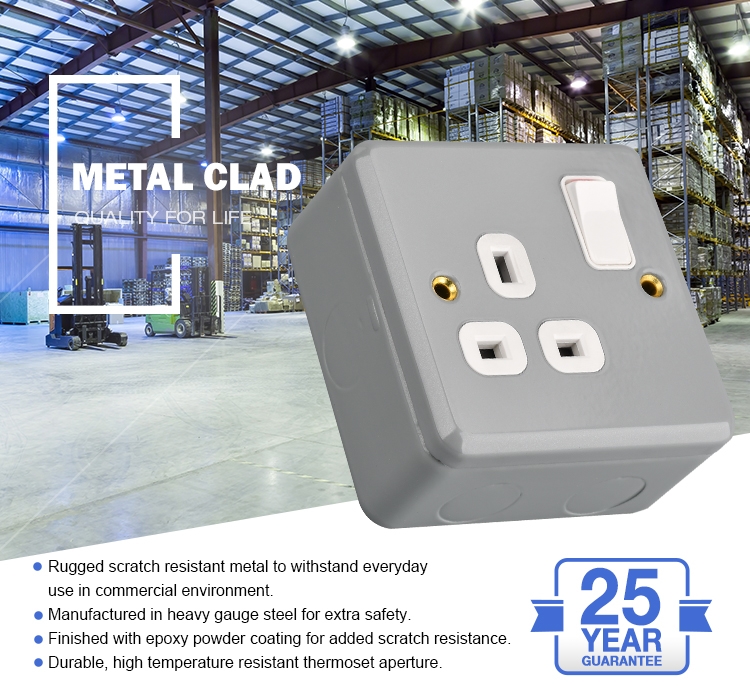 METAL CLAD
QUALITY FOR LIFE
Rugged scratch resistant metal to withstand everyday
use in commercial environment.
Manufactured in heavy gauge steel for extra safety.
Finished with epoxy powder coating for added scratch resistance.
Durable, high temperature resistant thermoset aperture.
25
YEAR
GUARANTEE